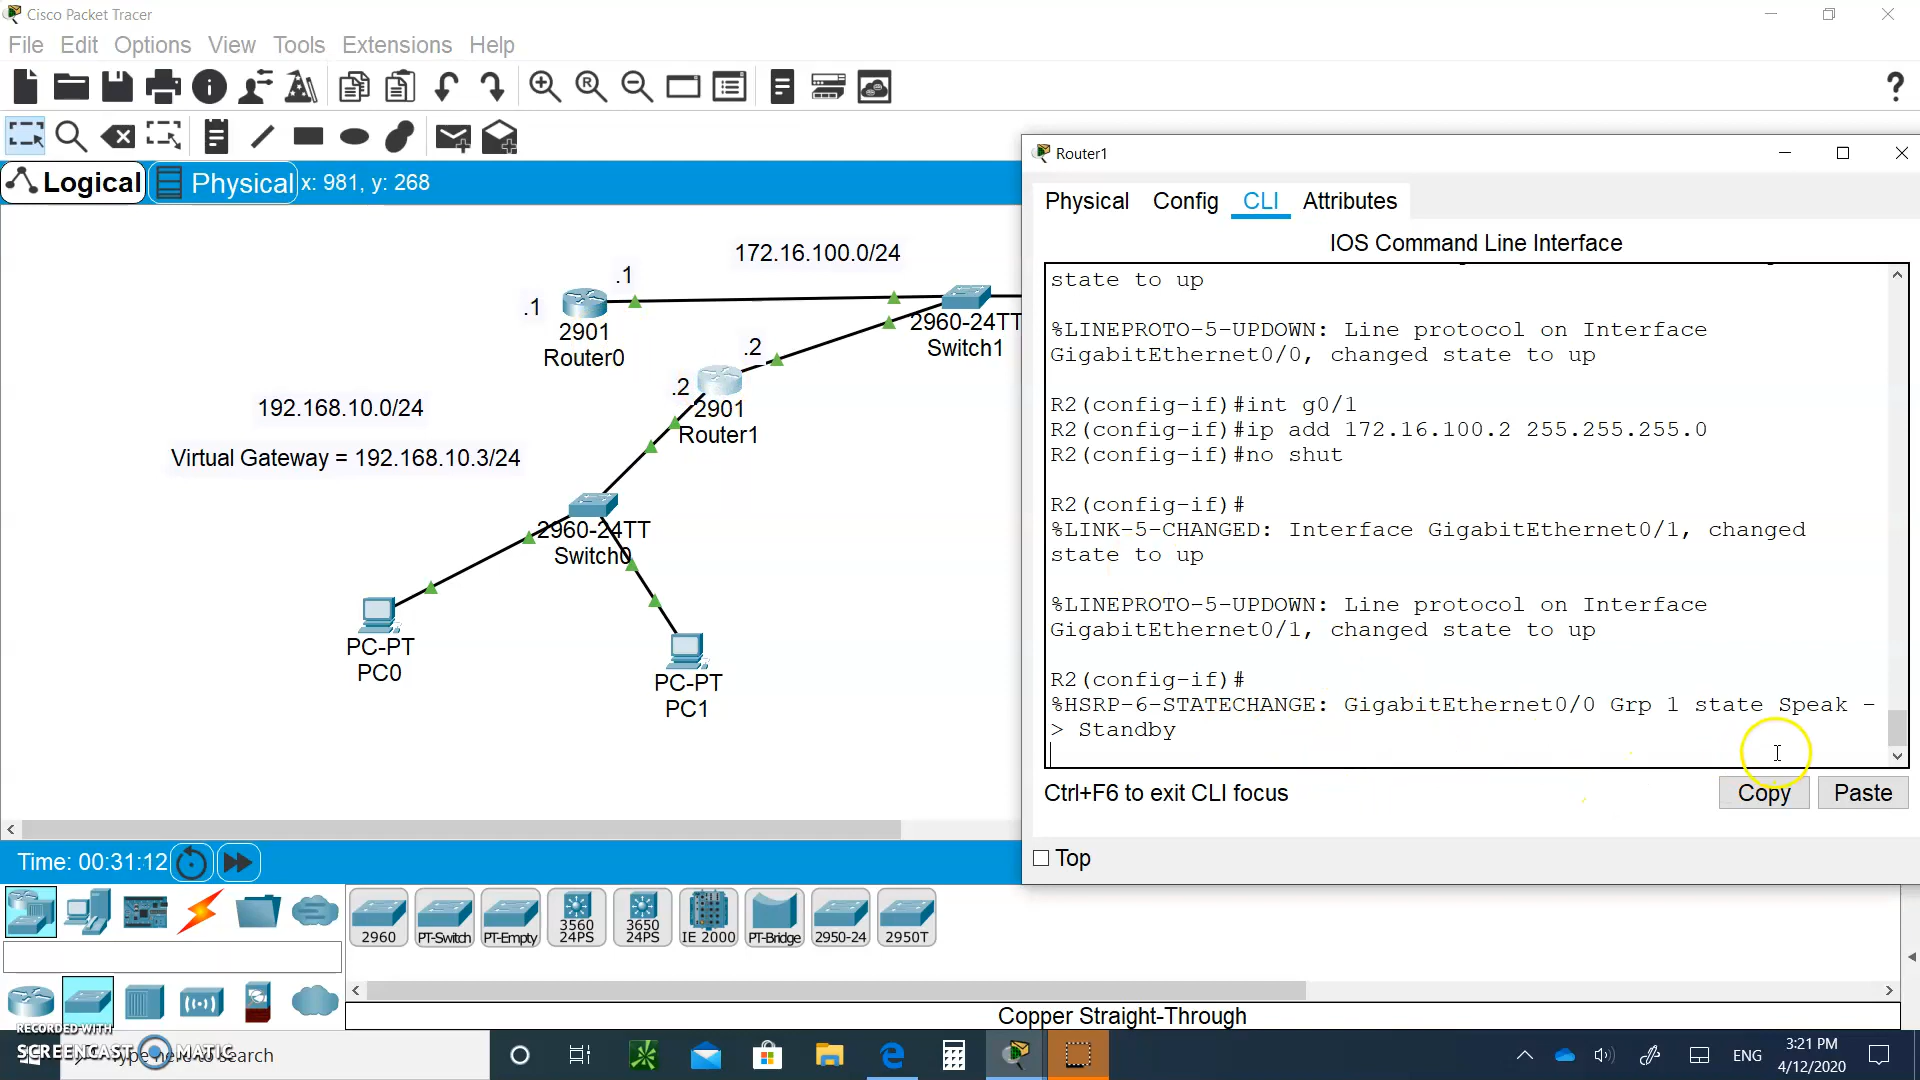 Cisco Packet Tracer
File Edit Options View Tools Extensions Help
?
Logical Physical x: 981, y: 268
172.16.100.0/24
.1
.1
2901
Router0
2960-24TT
Switch1
.2
.2
2901
Router1
192.168.10.0/24
Virtual Gateway = 192.168.10.3/24
2960-24TT
Switch0
PC-PT
PC0
PC-PT
PC1
Router1
Physical Config CLI Attributes
IOS Command Line Interface
state to up
%LINEPROTO-5-UPDOWN: Line protocol on Interface
GigabitEthernet0/0, changed state to up
R2(config-if)#int g0/1
R2(config-if)#ip add 172.16.100.2 255.255.255.0
R2(config-if)#no shut
R2(config-if)#
%LINK-5-CHANGED: Interface GigabitEthernet0/1, changed
state to up
%LINEPROTO-5-UPDOWN: Line protocol on Interface
GigabitEthernet0/1, changed state to up
R2(config-if)#
%HSRP-6-STATECHANGE: GigabitEthernet0/0 Grp 1 state Speak -
> Standby
Ctrl+F6 to exit CLI focus
Copy Paste
Top
Time: 00:31:12
2960 PT-Switch PT-Empty 3560 24PS 3650 24PS IE 2000 PT-Bridge 2950-24 2950T
Copper Straight-Through
RECORDED WITH
SCREENCAST MATIC
Type here to search
ENG
3:21 PM
4/12/2020